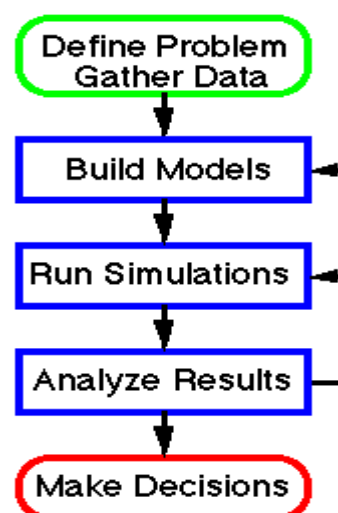 Define Problem
Gather Data
Build Models
Run Simulations
Analyze Results
Make Decisions